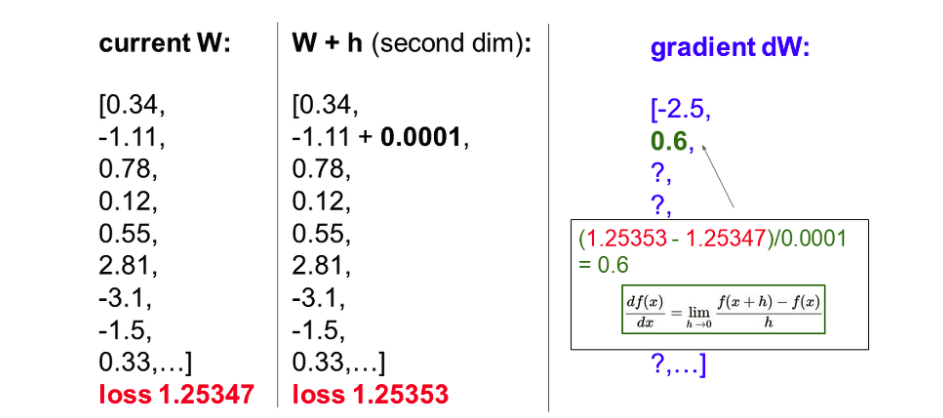 current W:
[0.34,
-1.11,
0.78,
0.12,
0.55,
2.81,
-3.1,
-1.5,
0.33,…]
loss 1.25347
W + h (second dim):
[0.34,
-1.11 + 0.0001,
0.78,
0.12,
0.55,
2.81,
-3.1,
-1.5,
0.33,…]
loss 1.25353
gradient dW:
[-2.5,
0.6,
?,
?,
(1.25353 - 1.25347)/0.0001
= 0.6
df(x)/dx = lim h→0 f(x + h) − f(x)/h
?,…]